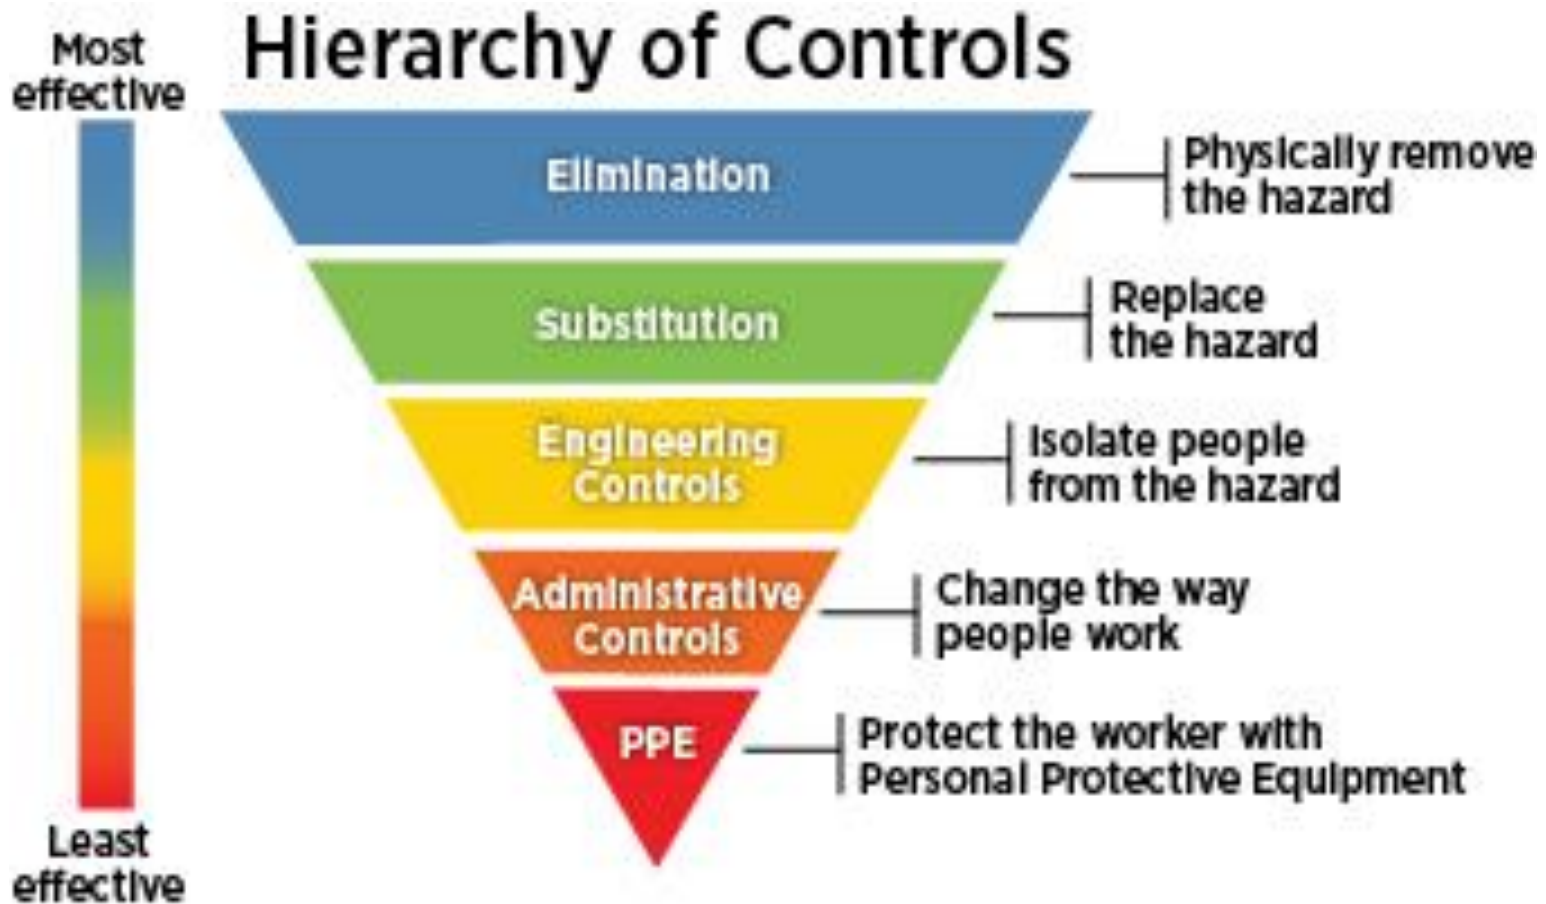 Hierarchy of Controls
Most
effective
Elimination
Physically remove
the hazard
Substitution
Replace
the hazard
Engineering
Controls
Isolate people
from the hazard
Administrative
Controls
Change the way
people work
PPE
Protect the worker with
Personal Protective Equipment
Least
effective